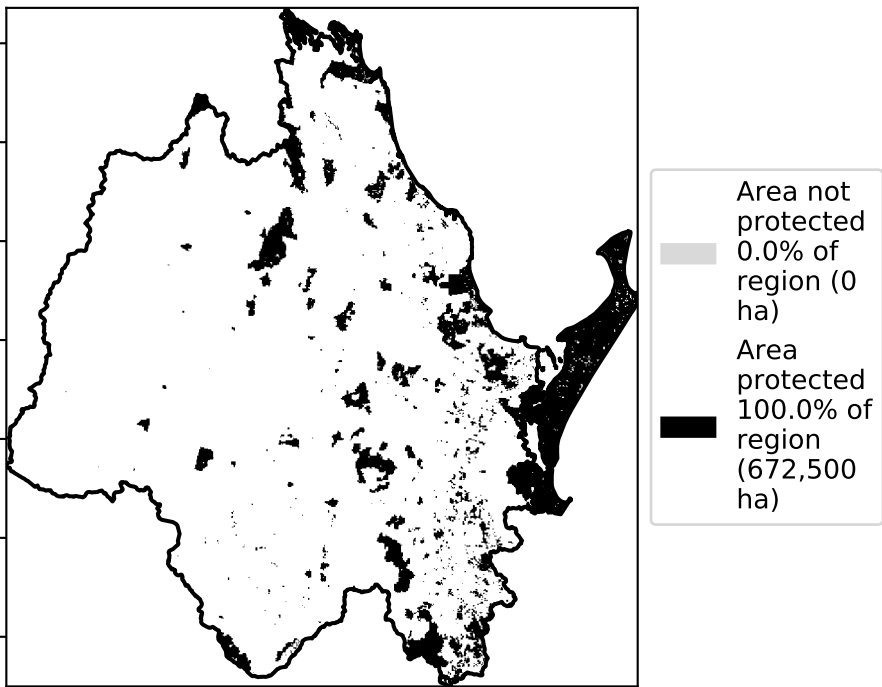 Area not
protected
0.0% of
region (0
ha)
Area
protected
100.0% of
region
(672,500
ha)